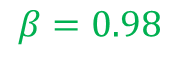 β = 0.98